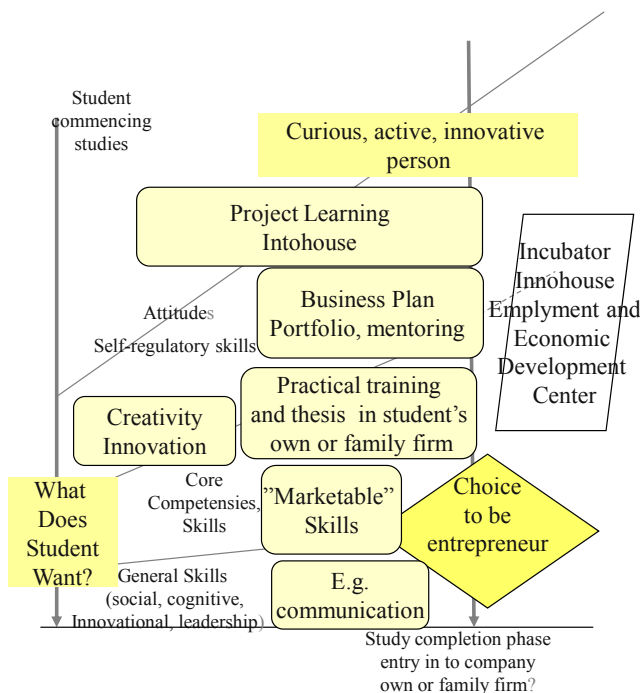 Student
commencing
studies
Curious, active, innovative
person
Project Learning
Intohouse
Incubator
Innohouse
Emplyment and
Economic
Development
Center
Business Plan
Portfolio, mentoring
Attitudes
Self-regulatory skills
Practical training
and thesis in student's
own or family firm
Creativity
Innovation
What
Does
Student
Want?
Core
Competencies,
Skills
”Marketable”
Skills
Choice
to be
entrepreneur
General Skills
(social, cognitive,
Innovational, leadership)
E.g.
communication
Study completion phase
entry in to company
own or family firm?